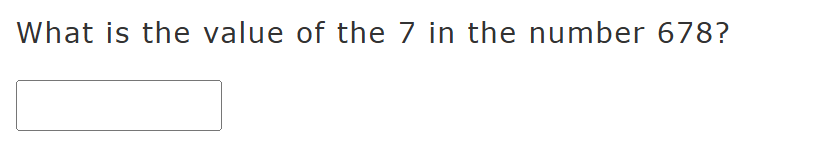 What is the value of the 7 in the number 678?